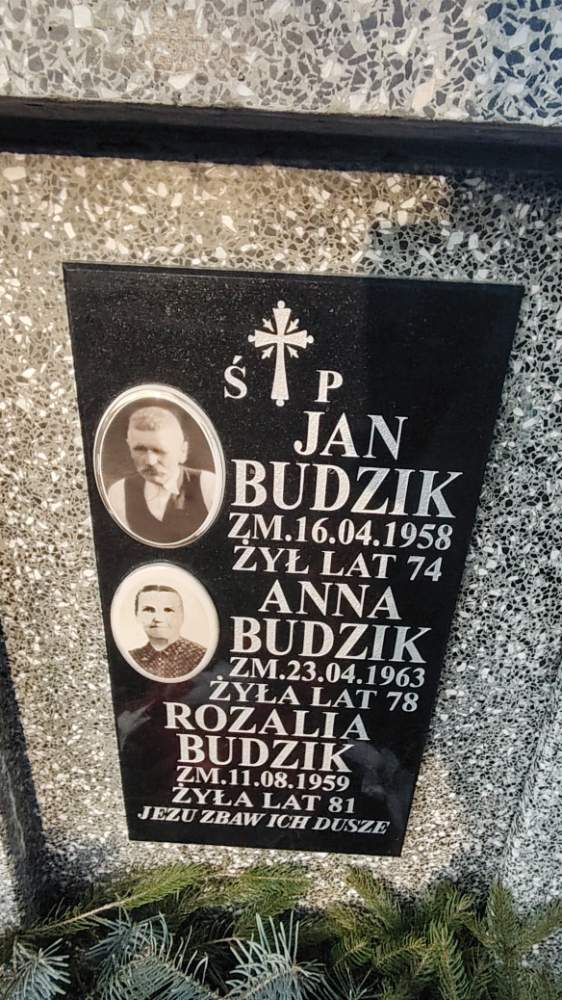 Ś P
JAN
BUDZIK
ZM.16.04.1958
ŻYŁ LAT 74
ANNA
BUDZIK
ZM.23.04.1963
ŻYŁA LAT 78
ROZALIA
BUDZIK
ZM.11.08.1959
ŻYŁA LAT 81
JEZU ZBAW ICH DUSZE